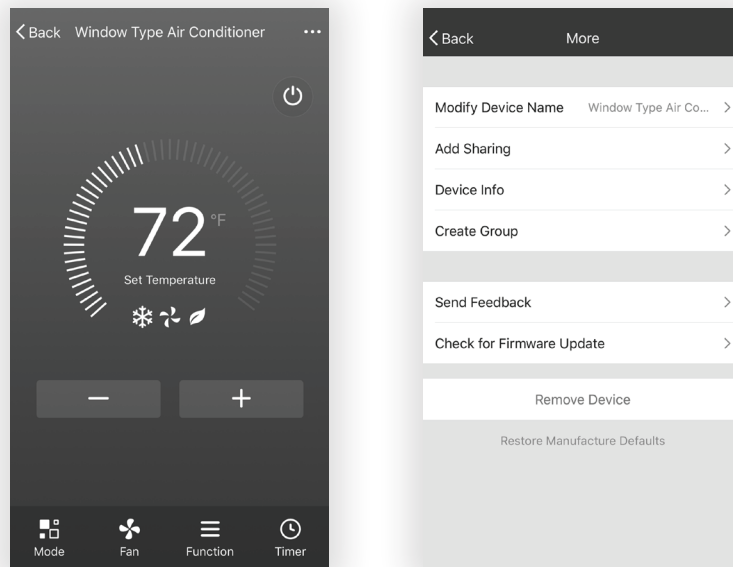 Back Window Type Air Conditioner ...
72 °F
Set Temperature
Mode Fan Function Timer
Back More
Modify Device Name Window Type Air Co...
Add Sharing
Device Info
Create Group
Send Feedback
Check for Firmware Update
Remove Device
Restore Manufacture Defaults